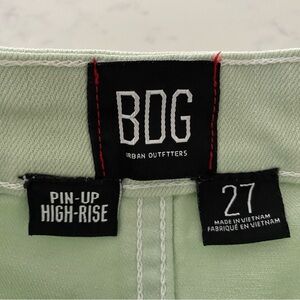 BDG
URBAN OUTFITTERS
PIN-UP
HIGH-RISE
27
MADE IN VIETNAM
FABRIQUÉ EN VIETNAM